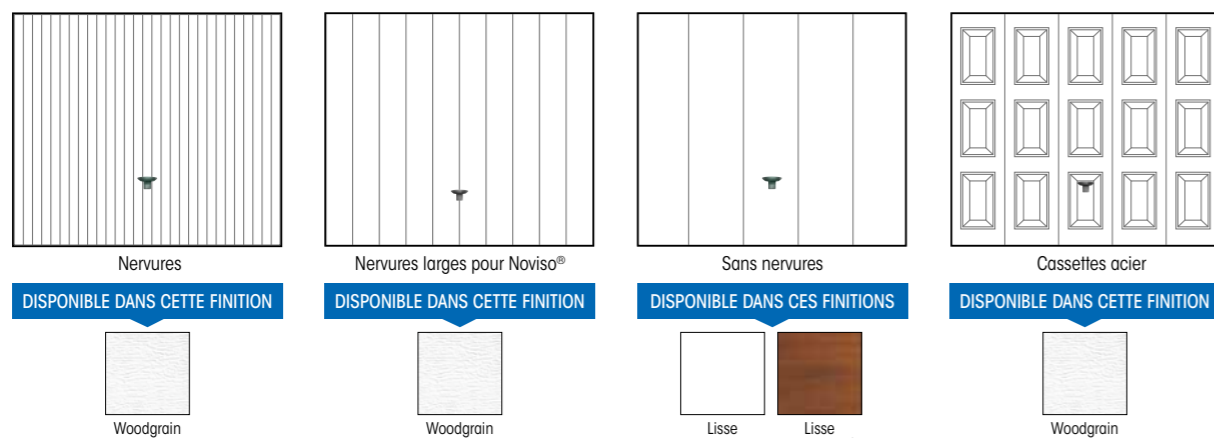 Nervures
Nervures larges pour Noviso®
Sans nervures
Cassettes acier
DISPONIBLE DANS CETTE FINITION
DISPONIBLE DANS CETTE FINITION
DISPONIBLE DANS CES FINITIONS
DISPONIBLE DANS CETTE FINITION
Woodgrain
Woodgrain
Lisse
Lisse
Woodgrain